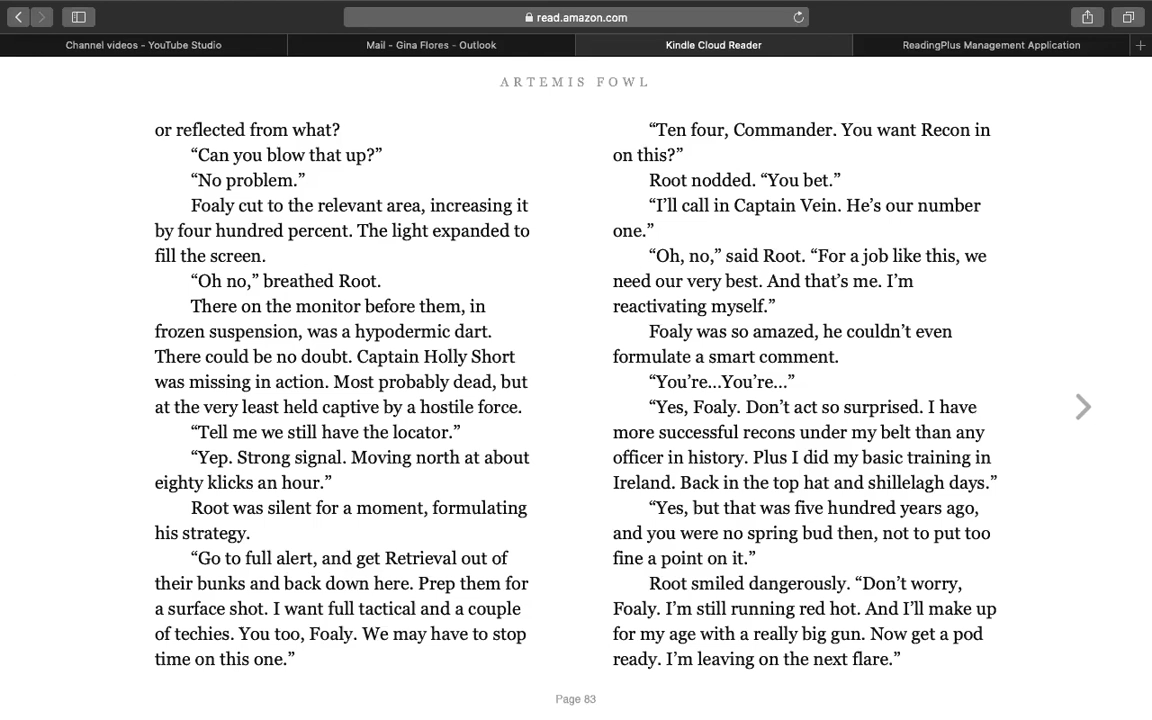 read.amazon.com
Channel videos - YouTube Studio
Mail - Gina Flores - Outlook
Kindle Cloud Reader
ReadingPlus Management Application
ARTEMIS FOWL
or reflected from what?
“Can you blow that up?”
“No problem.”
Foaly cut to the relevant area, increasing it
by four hundred percent. The light expanded to
fill the screen.
“Oh no,” breathed Root.
There on the monitor before them, in
frozen suspension, was a hypodermic dart.
There could be no doubt. Captain Holly Short
was missing in action. Most probably dead, but
at the very least held captive by a hostile force.
“Tell me we still have the locator.”
“Yep. Strong signal. Moving north at about
eighty klicks an hour.”
Root was silent for a moment, formulating
his strategy.
“Go to full alert, and get Retrieval out of
their bunks and back down here. Prep them for
a surface shot. I want full tactical and a couple
of techies. You too, Foaly. We may have to stop
time on this one.”
“Ten four, Commander. You want Recon in
on this?”
Root nodded. “You bet.”
“I’ll call in Captain Vein. He’s our number
one.”
“Oh, no,” said Root. “For a job like this, we
need our very best. And that’s me. I’m
reactivating myself.”
Foaly was so amazed, he couldn’t even
formulate a smart comment.
“You’re...You’re...”
“Yes, Foaly. Don’t act so surprised. I have
more successful recons under my belt than any
officer in history. Plus I did my basic training in
Ireland. Back in the top hat and shillelagh days.”
“Yes, but that was five hundred years ago,
and you were no spring bud then, not to put too
fine a point on it.”
Root smiled dangerously. “Don’t worry,
Foaly. I’m still running red hot. And I’ll make up
for my age with a really big gun. Now get a pod
ready. I’m leaving on the next flare.”
Page 83